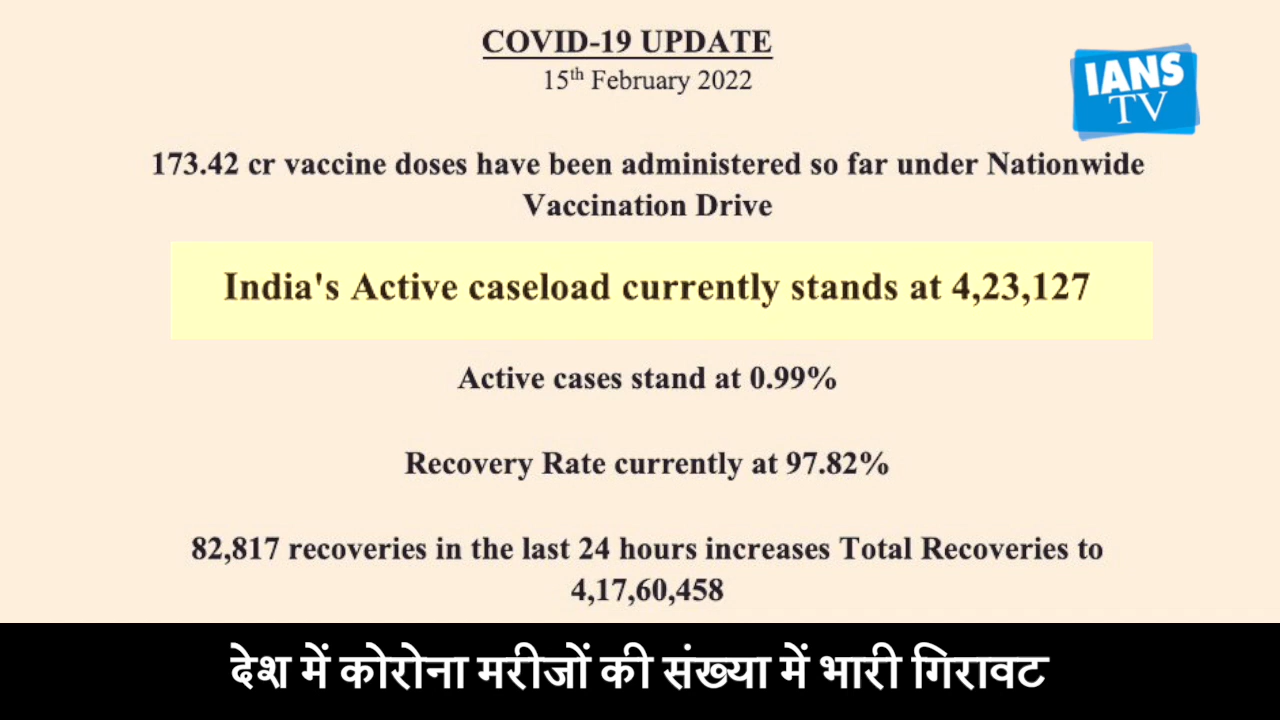 COVID-19 UPDATE
15th February 2022
IANS
TV
173.42 cr vaccine doses have been administered so far under Nationwide
Vaccination Drive
India's Active caseload currently stands at 4,23,127
Active cases stand at 0.99%
Recovery Rate currently at 97.82%
82,817 recoveries in the last 24 hours increases Total Recoveries to
4,17,60,458
देश में कोरोना मरीजों की संख्या में भारी गिरावट